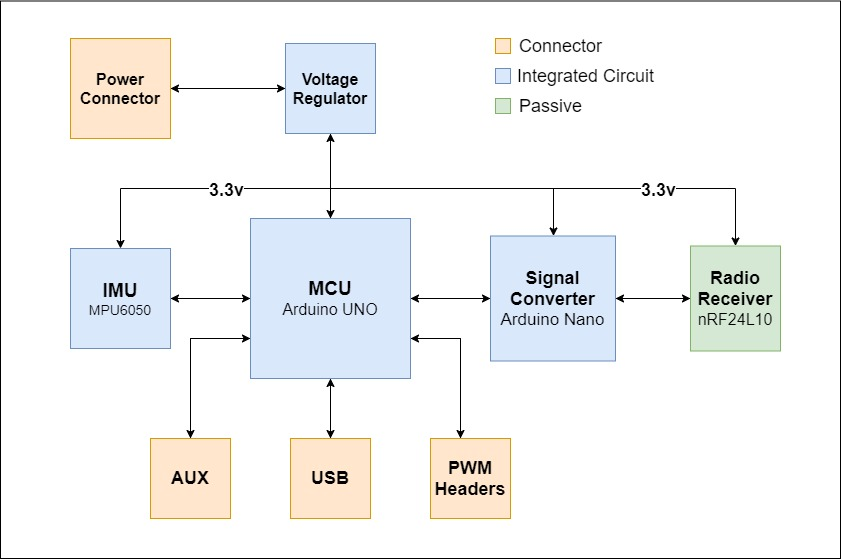 Power
Connector
Voltage
Regulator
Connector
Integrated Circuit
Passive
3.3v
3.3v
IMU
MPU6050
MCU
Arduino UNO
Signal
Converter
Arduino Nano
Radio
Receiver
nRF24L10
AUX
USB
PWM
Headers